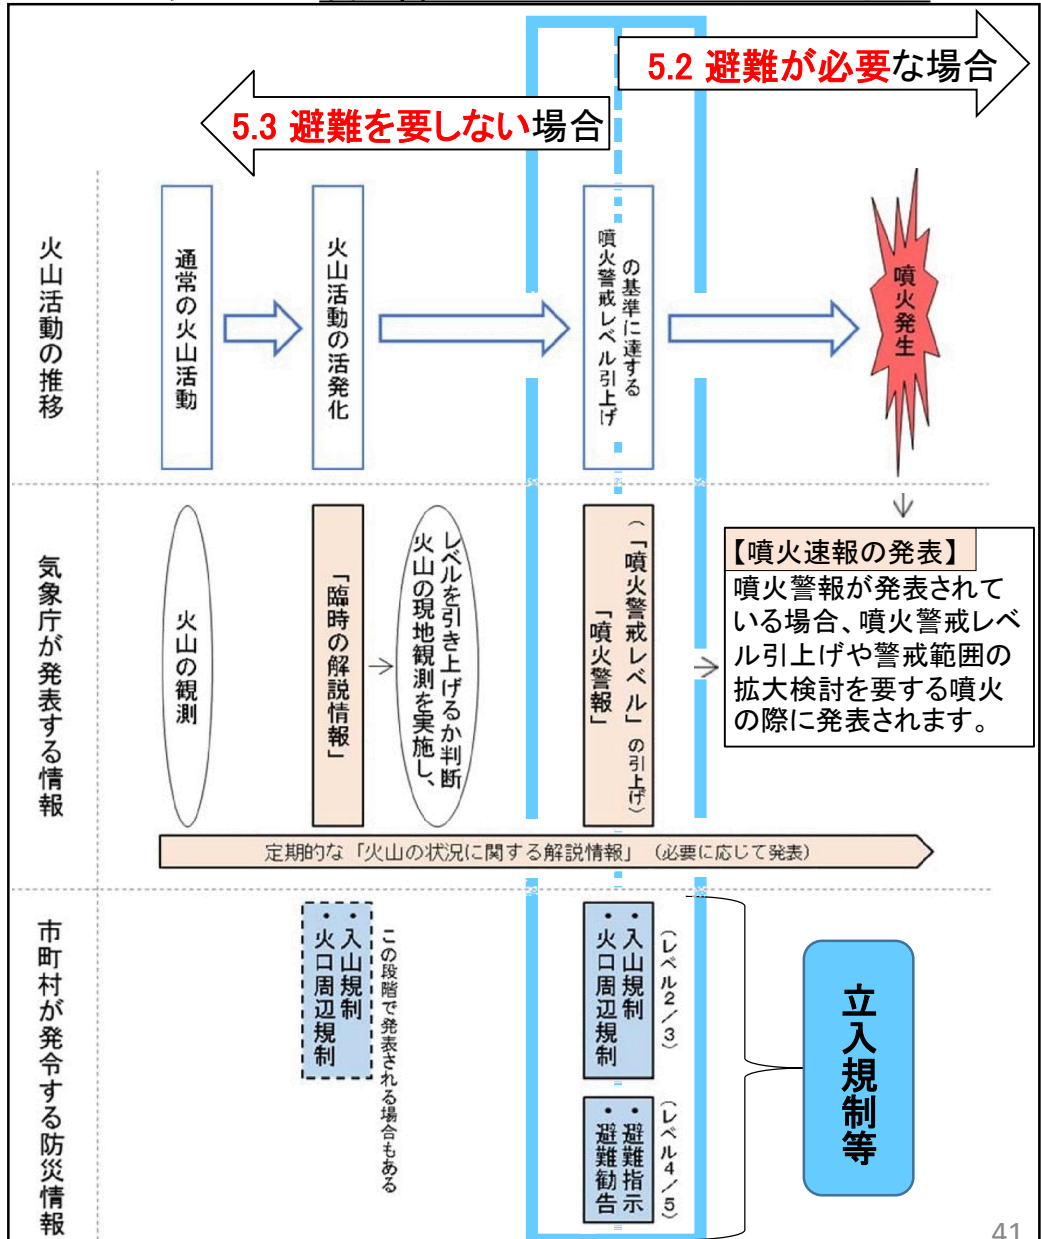 5.2 避難が必要な場合
5.3 避難を要しない場合
火山活動の推移
通常の火山活動
火山活動の活発化
噴火警戒レベル引上げ
の基準に達する
噴火発生
気象庁が発表する情報
火山の観測
「臨時の解説情報」
火山の現地観測を実施し、
レベルを引き上げるか判断
「噴火警報」
（「噴火警戒レベル」の引上げ）
【噴火速報の発表】
噴火警報が発表されて
いる場合、噴火警戒レベ
ル引上げや警戒範囲の
拡大検討を要する噴火
の際に発表されます。
定期的な「火山の状況に関する解説情報」（必要に応じて発表）
市町村が発令する防災情報
・火口周辺規制
・入山規制
この段階で発表される場合もある
・火口周辺規制
・入山規制
（レベル2／3）
・避難勧告
・避難指示
（レベル4／5）
立入規制等
41